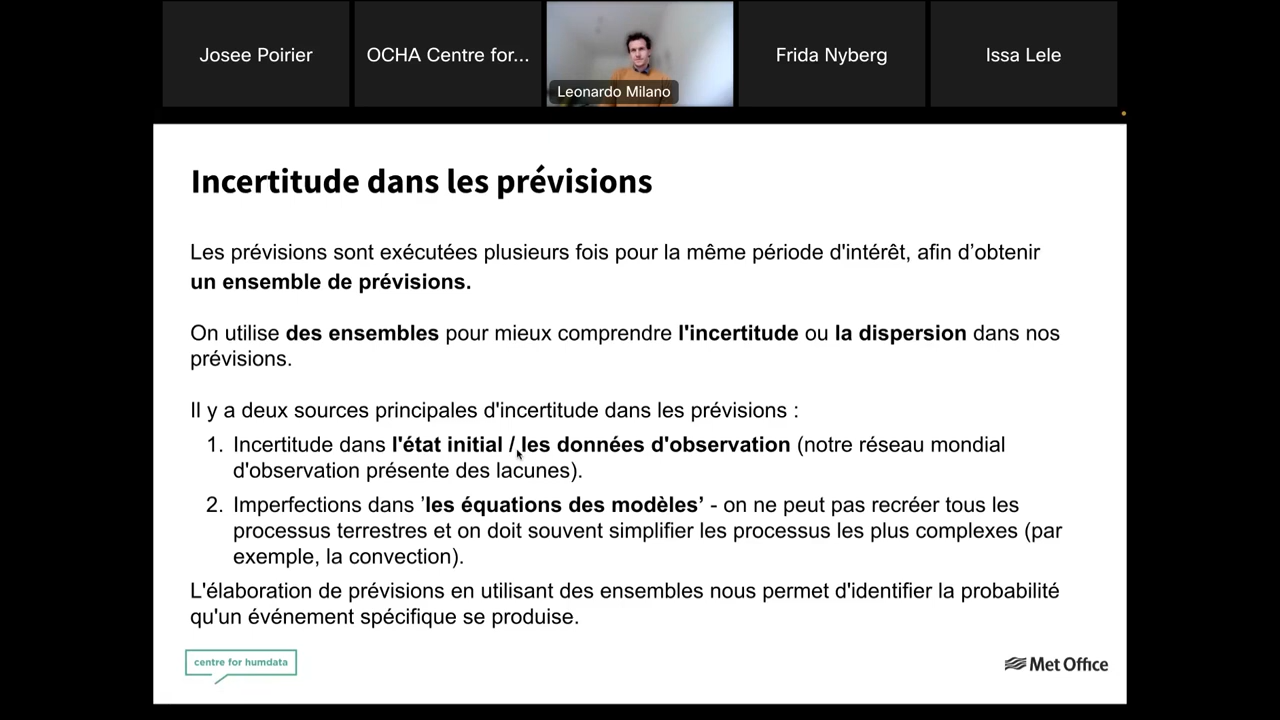 Josee Poirier
OCHA Centre for...
Leonardo Milano
Frida Nyberg
Issa Lele
Incertitude dans les prévisions
Les prévisions sont exécutées plusieurs fois pour la même période d'intérêt, afin d’obtenir
un ensemble de prévisions.
On utilise des ensembles pour mieux comprendre l'incertitude ou la dispersion dans nos
prévisions.
Il y a deux sources principales d'incertitude dans les prévisions :
1. Incertitude dans l'état initial / les données d'observation (notre réseau mondial
d'observation présente des lacunes).
2. Imperfections dans ’les équations des modèles’ - on ne peut pas recréer tous les
processus terrestres et on doit souvent simplifier les processus les plus complexes (par
exemple, la convection).
L'élaboration de prévisions en utilisant des ensembles nous permet d'identifier la probabilité
qu'un événement spécifique se produise.
centre for humdata
Met Office